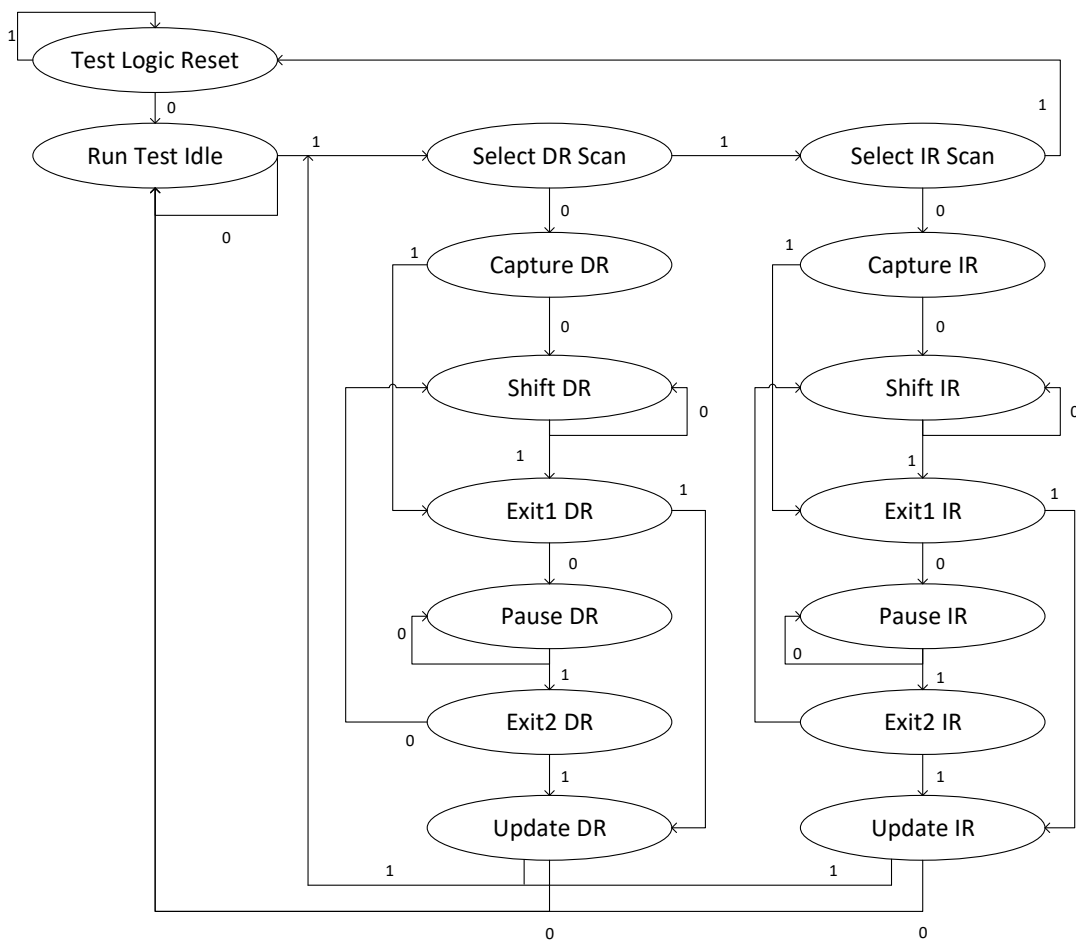 1
Test Logic Reset
0
1
Run Test Idle
1
Select DR Scan
1
Select IR Scan
0
0
0
1
Capture DR
1
Capture IR
0
0
Shift DR
0
Shift IR
0
1
1
Exit1 DR
1
Exit1 IR
1
0
0
Pause DR
0
Pause IR
0
1
1
Exit2 DR
0
Exit2 IR
1
1
Update DR
Update IR
1
1
0
0